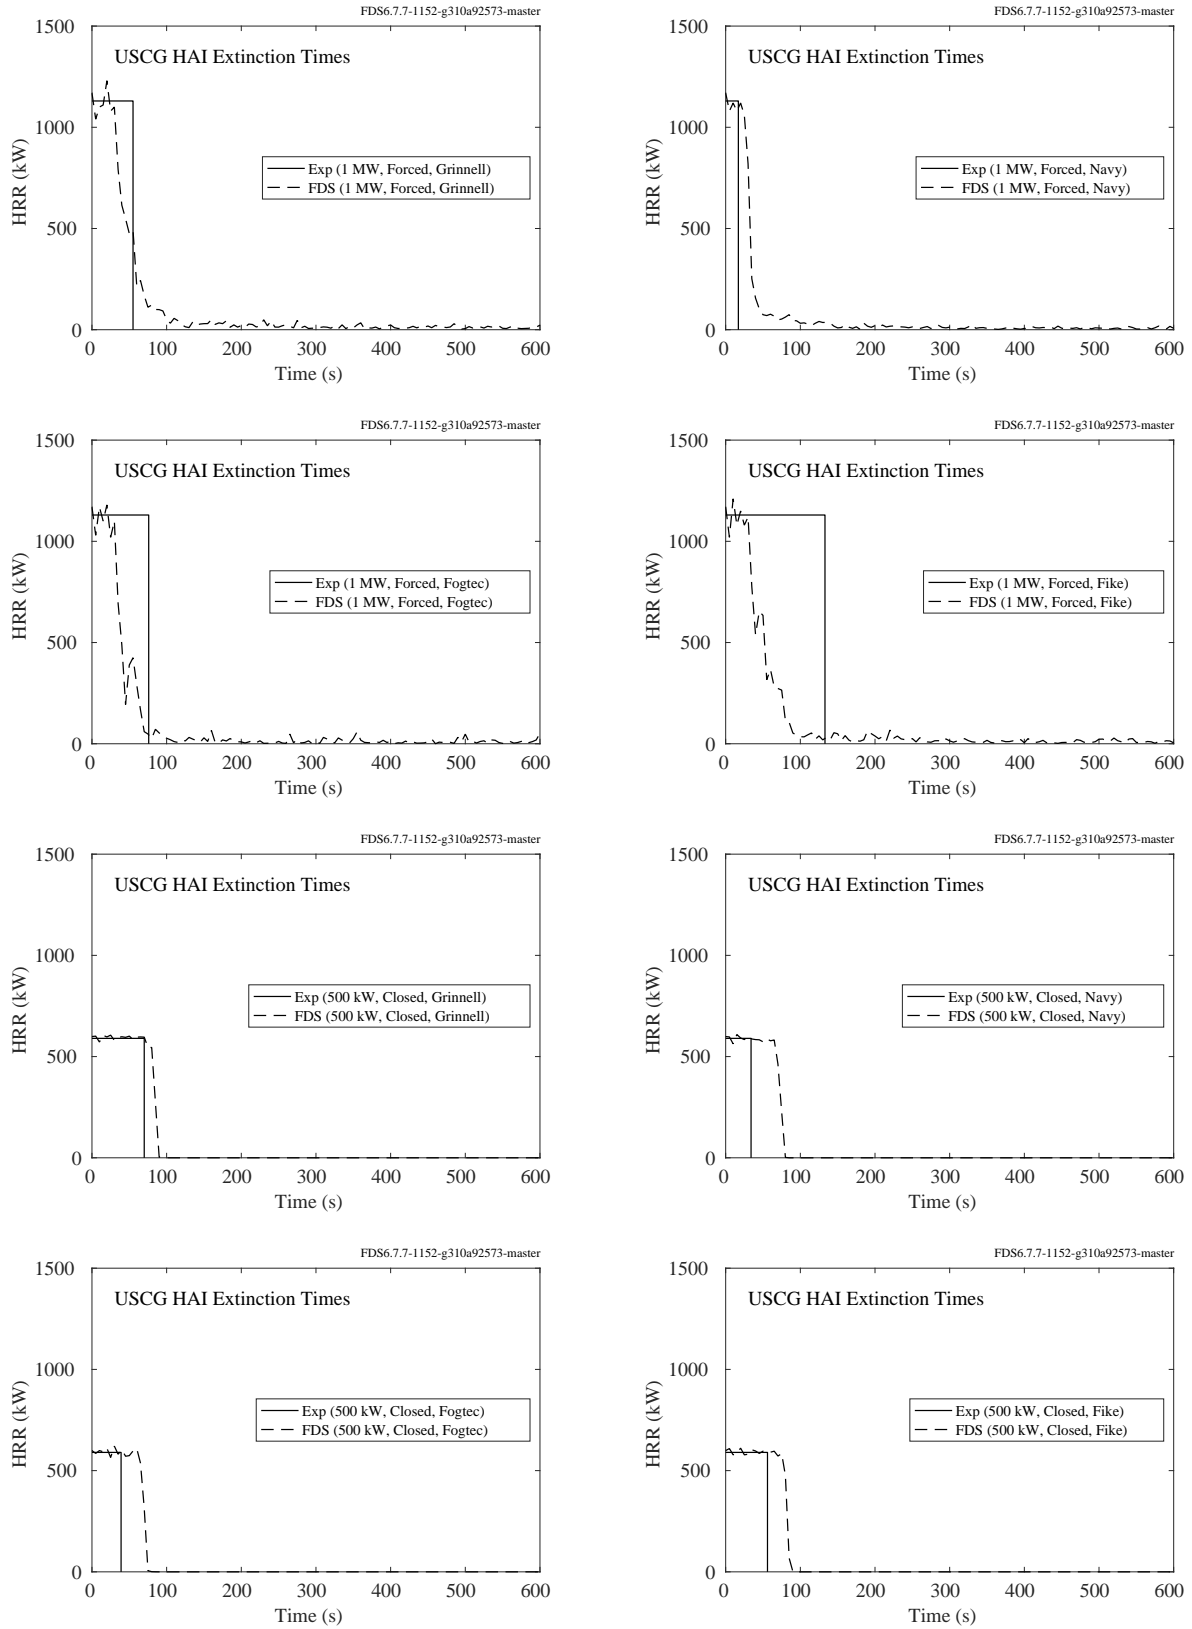 FDS6.7.7-1152-g310a92573-master
USCG HAI Extinction Times
Exp (1 MW, Forced, Grinnell)
FDS (1 MW, Forced, Grinnell)
HRR (kW)
1500
1000
500
0
0 100 200 300 400 500 600
Time (s)
FDS6.7.7-1152-g310a92573-master
USCG HAI Extinction Times
Exp (1 MW, Forced, Navy)
FDS (1 MW, Forced, Navy)
HRR (kW)
1500
1000
500
0
0 100 200 300 400 500 600
Time (s)
FDS6.7.7-1152-g310a92573-master
USCG HAI Extinction Times
Exp (1 MW, Forced, Fogtec)
FDS (1 MW, Forced, Fogtec)
HRR (kW)
1500
1000
500
0
0 100 200 300 400 500 600
Time (s)
FDS6.7.7-1152-g310a92573-master
USCG HAI Extinction Times
Exp (1 MW, Forced, Fike)
FDS (1 MW, Forced, Fike)
HRR (kW)
1500
1000
500
0
0 100 200 300 400 500 600
Time (s)
FDS6.7.7-1152-g310a92573-master
USCG HAI Extinction Times
Exp (500 kW, Closed, Grinnell)
FDS (500 kW, Closed, Grinnell)
HRR (kW)
1500
1000
500
0
0 100 200 300 400 500 600
Time (s)
FDS6.7.7-1152-g310a92573-master
USCG HAI Extinction Times
Exp (500 kW, Closed, Navy)
FDS (500 kW, Closed, Navy)
HRR (kW)
1500
1000
500
0
0 100 200 300 400 500 600
Time (s)
FDS6.7.7-1152-g310a92573-master
USCG HAI Extinction Times
Exp (500 kW, Closed, Fogtec)
FDS (500 kW, Closed, Fogtec)
HRR (kW)
1500
1000
500
0
0 100 200 300 400 500 600
Time (s)
FDS6.7.7-1152-g310a92573-master
USCG HAI Extinction Times
Exp (500 kW, Closed, Fike)
FDS (500 kW, Closed, Fike)
HRR (kW)
1500
1000
500
0
0 100 200 300 400 500 600
Time (s)